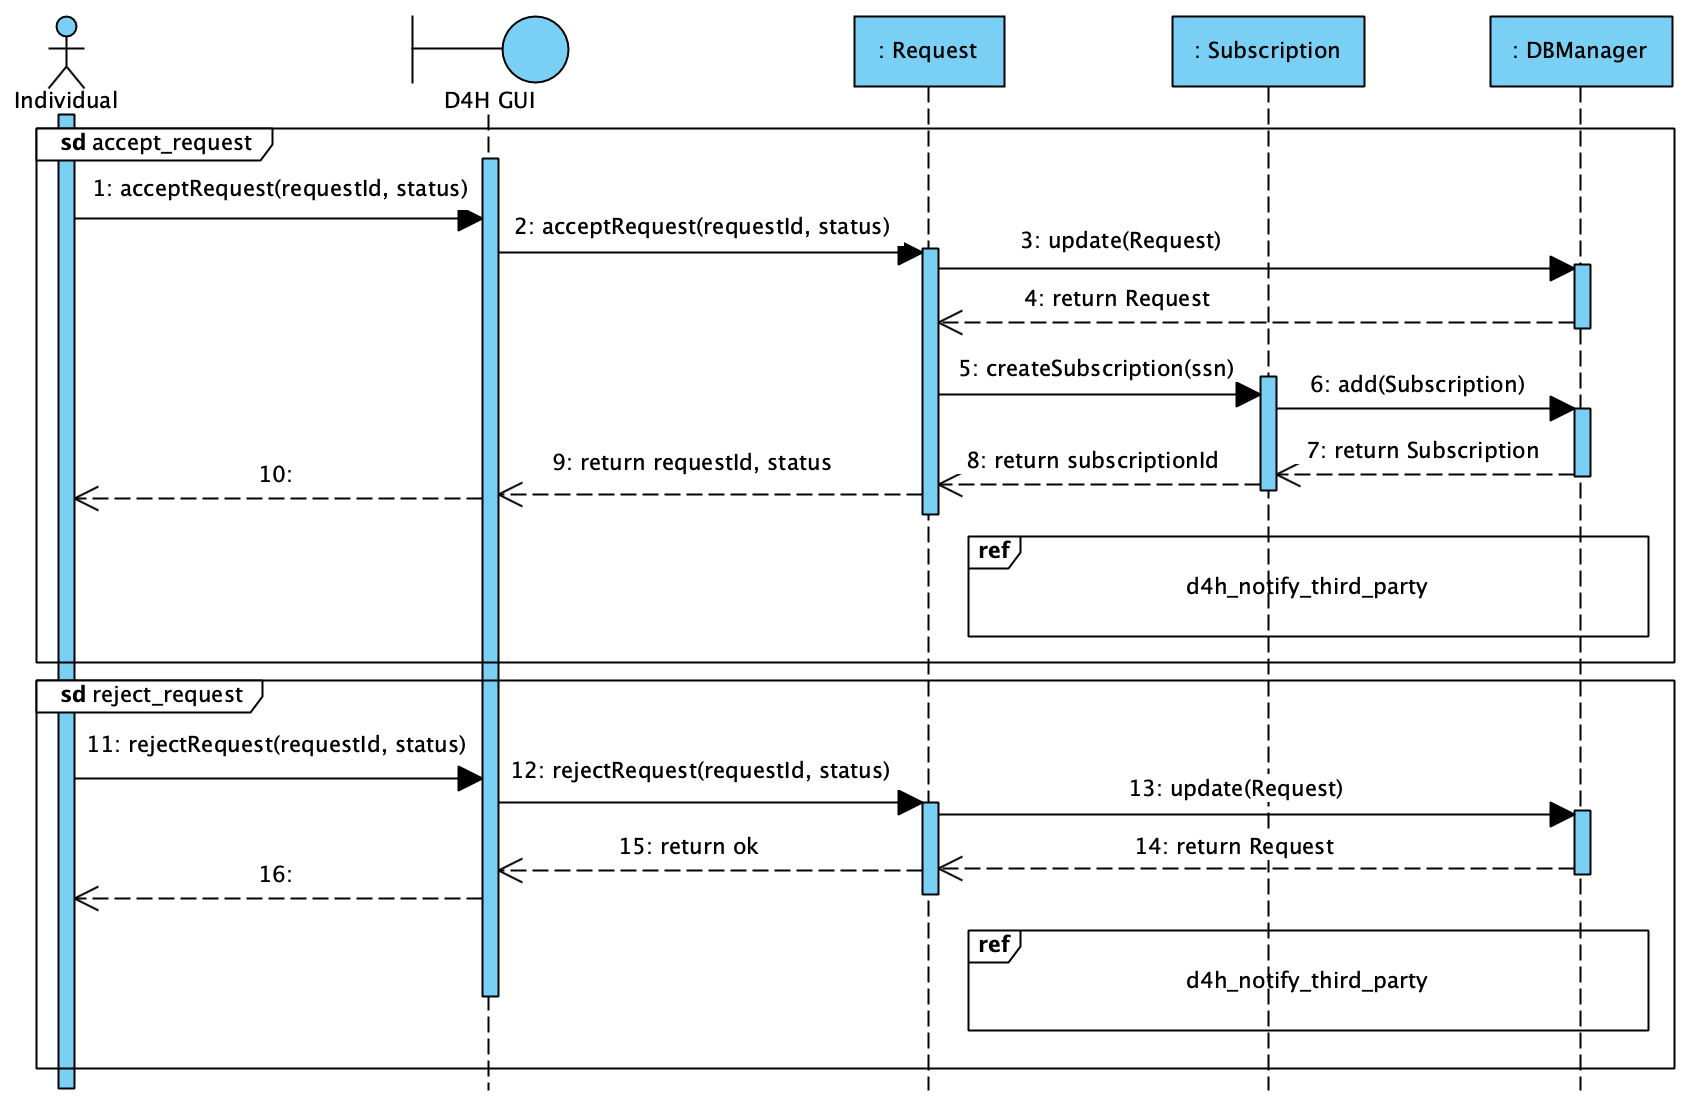 Individual
D4H GUI
: Request
: Subscription
: DBManager
sd accept_request
1: acceptRequest(requestId, status)
2: acceptRequest(requestId, status)
3: update(Request)
4: return Request
5: createSubscription(ssn)
6: add(Subscription)
7: return Subscription
8: return subscriptionId
9: return requestId, status
10:
ref
d4h_notify_third_party
sd reject_request
11: rejectRequest(requestId, status)
12: rejectRequest(requestId, status)
13: update(Request)
14: return Request
15: return ok
16:
ref
d4h_notify_third_party